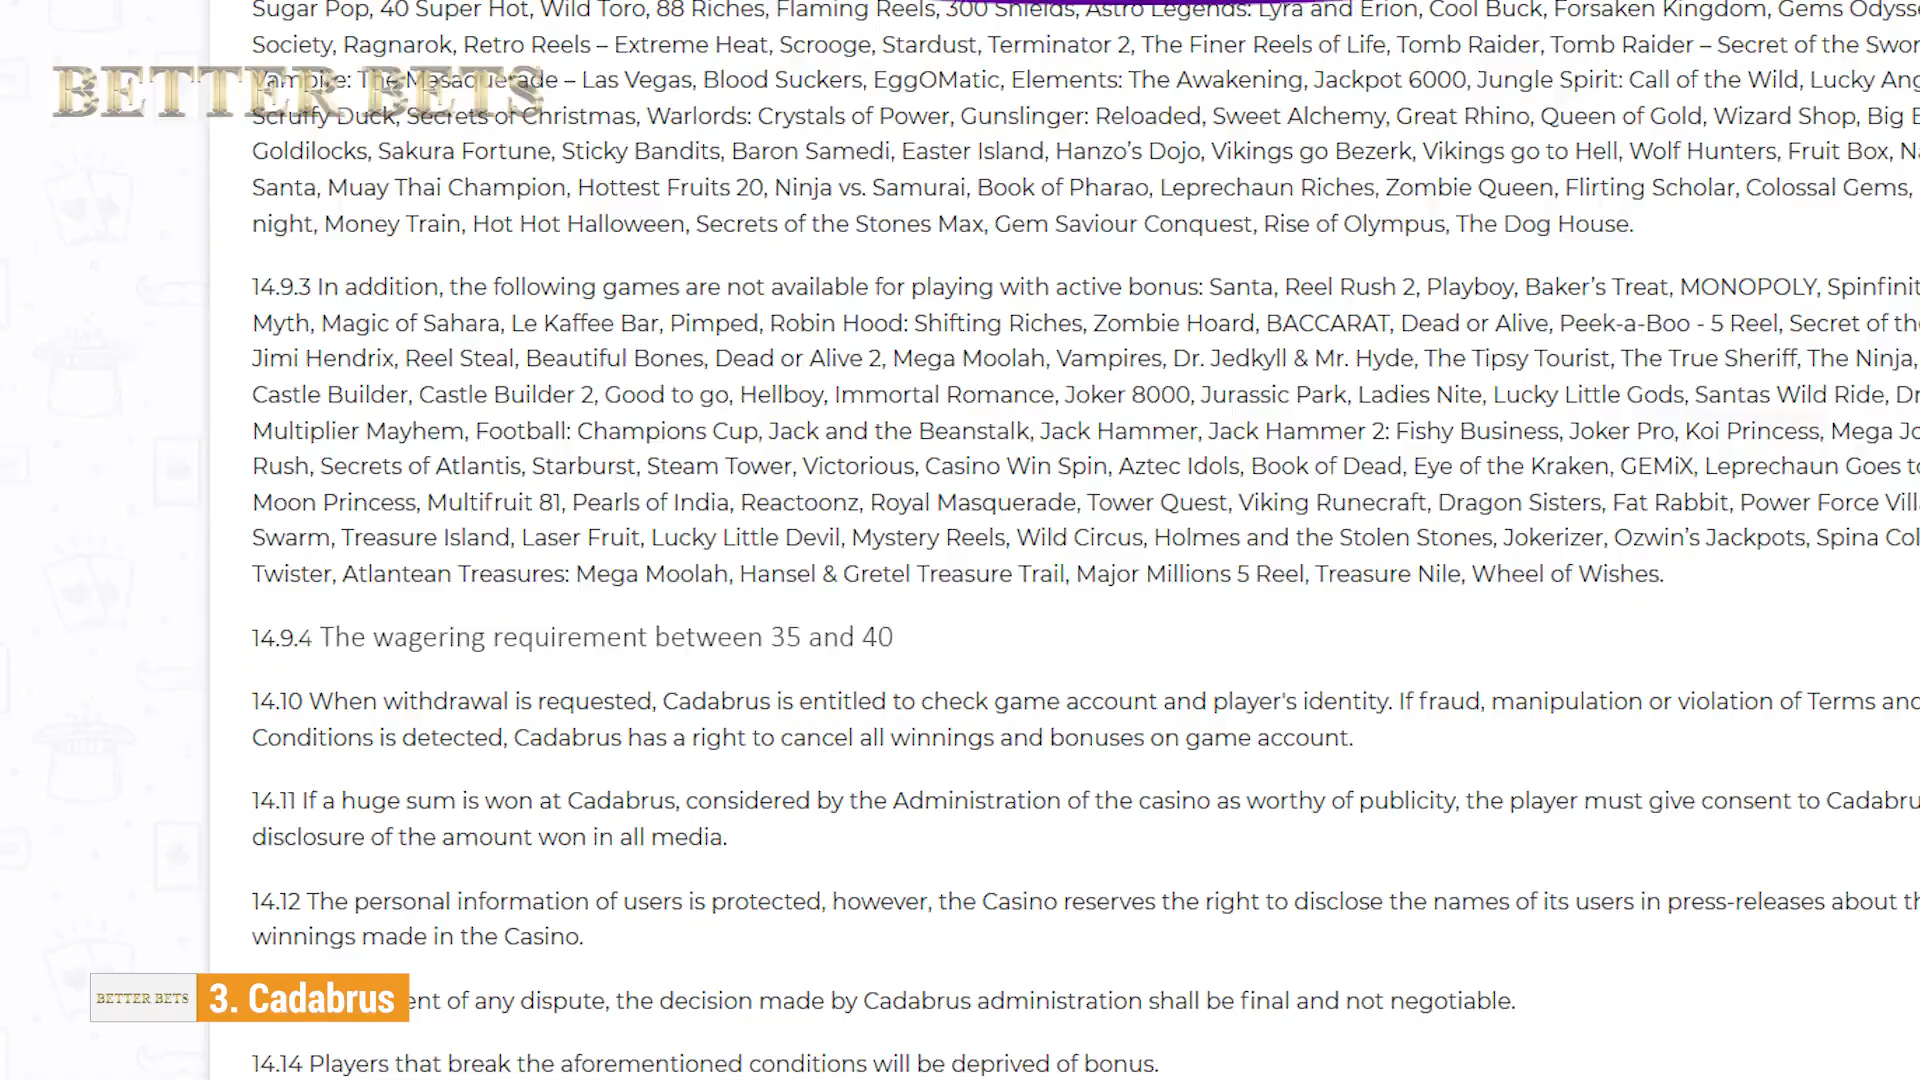 Sugar Pop, 40 Super Hot, Wild Toro, 88 Riches, Flaming Reels, 300 Shields, Astro Legends: Lyra and Erion, Cool Buck, Forsaken Kingdom, Gems Odysse
Society, Ragnarok, Retro Reels – Extreme Heat, Scrooge, Stardust, Terminator 2, The Finer Reels of Life, Tomb Raider, Tomb Raider – Secret of the Swor
BETTER BETS
Vampire: The Masquerade – Las Vegas, Blood Suckers, EggOMatic, Elements: The Awakening, Jackpot 6000, Jungle Spirit: Call of the Wild, Lucky Ang
Scruffy Duck, Secrets of Christmas, Warlords: Crystals of Power, Gunslinger: Reloaded, Sweet Alchemy, Great Rhino, Queen of Gold, Wizard Shop, Big B
Goldilocks, Sakura Fortune, Sticky Bandits, Baron Samedi, Easter Island, Hanzo's Dojo, Vikings go Bezerk, Vikings go to Hell, Wolf Hunters, Fruit Box, Na
Santa, Muay Thai Champion, Hottest Fruits 20, Ninja vs. Samurai, Book of Pharao, Leprechaun Riches, Zombie Queen, Flirting Scholar, Colossal Gems,
night, Money Train, Hot Hot Halloween, Secrets of the Stones Max, Gem Saviour Conquest, Rise of Olympus, The Dog House.
14.9.3 In addition, the following games are not available for playing with active bonus: Santa, Reel Rush 2, Playboy, Baker's Treat, MONOPOLY, Spinfinit
Myth, Magic of Sahara, Le Kaffee Bar, Pimped, Robin Hood: Shifting Riches, Zombie Hoard, BACCARAT, Dead or Alive, Peek-a-Boo - 5 Reel, Secret of the
Jimi Hendrix, Reel Steal, Beautiful Bones, Dead or Alive 2, Mega Moolah, Vampires, Dr. Jedkyll & Mr. Hyde, The Tipsy Tourist, The True Sheriff, The Ninja,
Castle Builder, Castle Builder 2, Good to go, Hellboy, Immortal Romance, Joker 8000, Jurassic Park, Ladies Nite, Lucky Little Gods, Santas Wild Ride, Dr
Multiplier Mayhem, Football: Champions Cup, Jack and the Beanstalk, Jack Hammer, Jack Hammer 2: Fishy Business, Joker Pro, Koi Princess, Mega Jo
Rush, Secrets of Atlantis, Starburst, Steam Tower, Victorious, Casino Win Spin, Aztec Idols, Book of Dead, Eye of the Kraken, GEMiX, Leprechaun Goes to
Moon Princess, Multifruit 81, Pearls of India, Reactoonz, Royal Masquerade, Tower Quest, Viking Runecraft, Dragon Sisters, Fat Rabbit, Power Force Vill
Swarm, Treasure Island, Laser Fruit, Lucky Little Devil, Mystery Reels, Wild Circus, Holmes and the Stolen Stones, Jokerizer, Ozwin's Jackpots, Spina Col
Twister, Atlantean Treasures: Mega Moolah, Hansel & Gretel Treasure Trail, Major Millions 5 Reel, Treasure Nile, Wheel of Wishes.
14.9.4 The wagering requirement between 35 and 40
14.10 When withdrawal is requested, Cadabrus is entitled to check game account and player's identity. If fraud, manipulation or violation of Terms and
Conditions is detected, Cadabrus has a right to cancel all winnings and bonuses on game account.
14.11 If a huge sum is won at Cadabrus, considered by the Administration of the casino as worthy of publicity, the player must give consent to Cadabru
disclosure of the amount won in all media.
14.12 The personal information of users is protected, however, the Casino reserves the right to disclose the names of its users in press-releases about th
winnings made in the Casino.
BETTER BETS 3. Cadabrus
ent of any dispute, the decision made by Cadabrus administration shall be final and not negotiable.
14.14 Players that break the aforementioned conditions will be deprived of bonus.